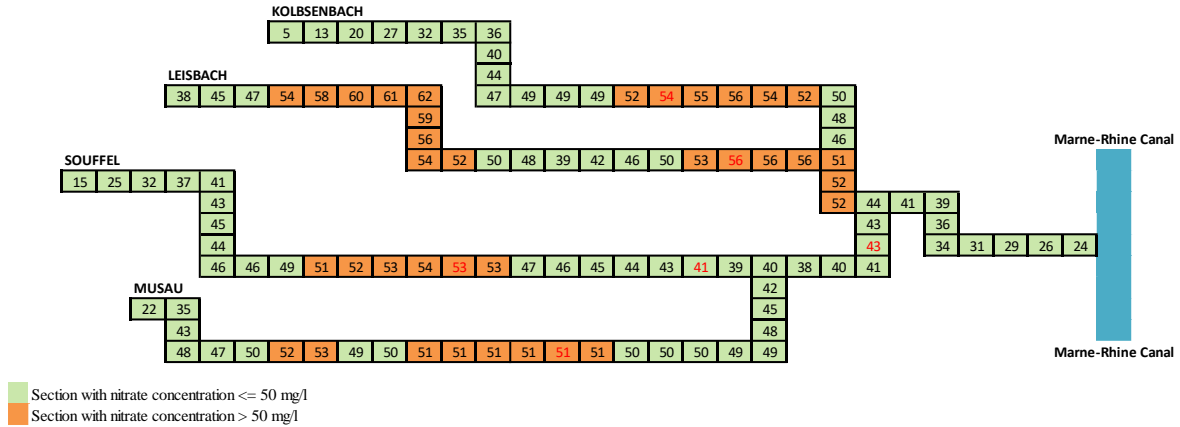 KOLBSENBACH
5 13 20 27 32 35 36
40
LEISBACH
44
38 45 47 54 58 60 61 62 47 49 49 49 52 54 55 56 54 52 50
59 48
56 46
Marne-Rhine Canal
SOUFFEL
54 52 50 48 39 42 46 50 53 56 56 56 51
15 25 32 37 41 52
43 52 44 41 39
45 43 36
44 43 34 31 29 26 24
46 46 49 51 52 53 54 53 53 47 46 45 44 43 41 39 40 38 40 41
MUSAU
42
22 35 45
43 48
48 47 50 52 53 49 50 51 51 51 51 51 51 50 50 50 49 49
Marne-Rhine Canal
Section with nitrate concentration <= 50 mg/l
Section with nitrate concentration > 50 mg/l